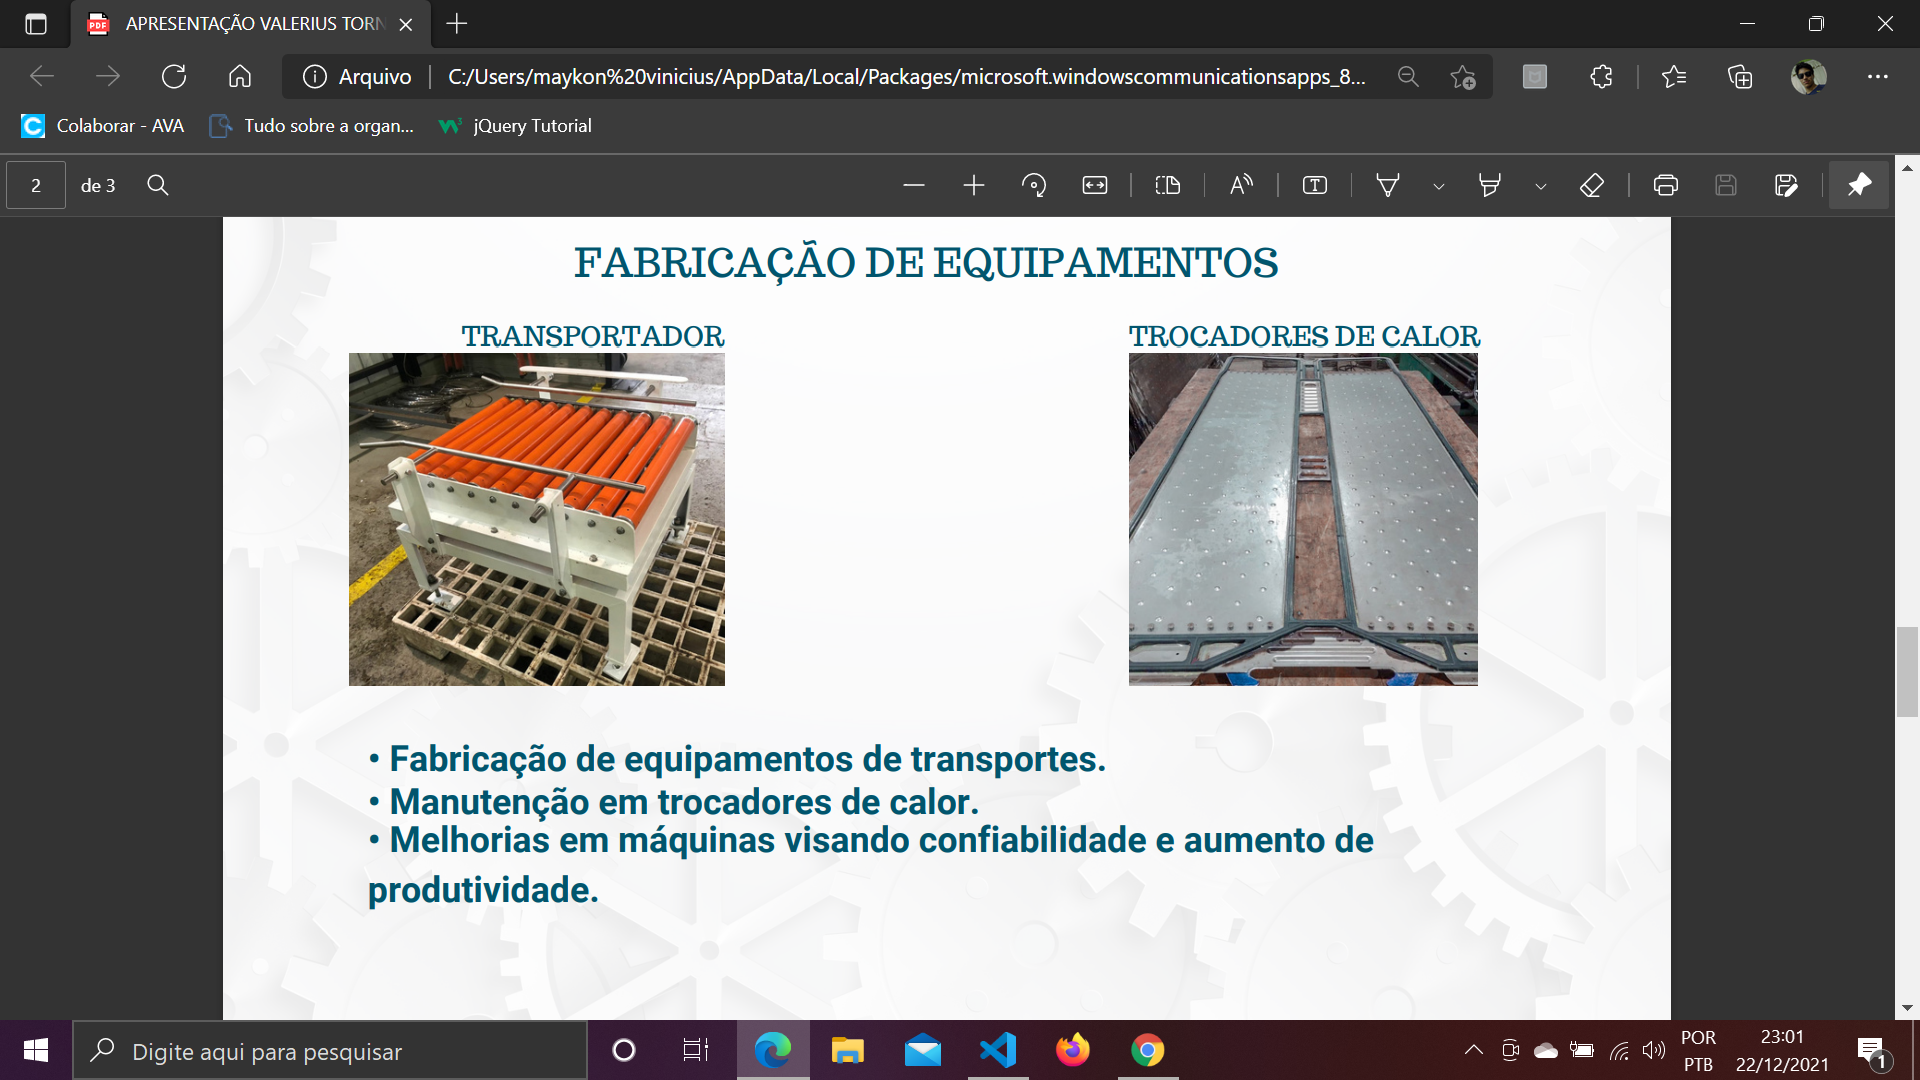 APRESENTAÇÃO VALERIUS TORN
Arquivo
C:/Users/maykon%20vinicius/AppData/Local/Packages/microsoft.windowscommunicationsapps_8...
Colaborar - AVA
Tudo sobre a organ...
jQuery Tutorial
2 de 3
FABRICAÇÃO DE EQUIPAMENTOS
TRANSPORTADOR
TROCADORES DE CALOR
• Fabricação de equipamentos de transportes.
• Manutenção em trocadores de calor.
• Melhorias em máquinas visando confiabilidade e aumento de
produtividade.
Digite aqui para pesquisar
POR
PTB
23:01
22/12/2021
1